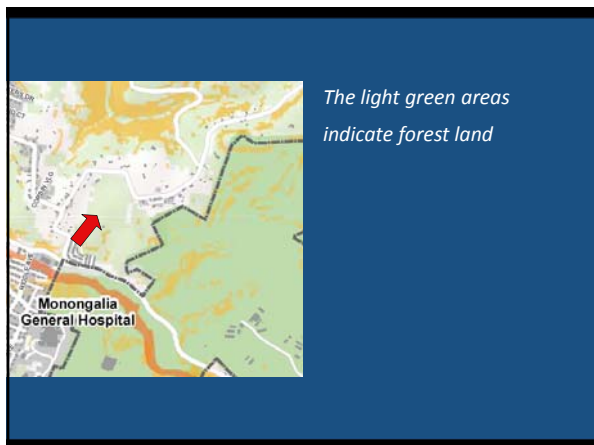 The light green areas
indicate forest land
Monongalia
General Hospital